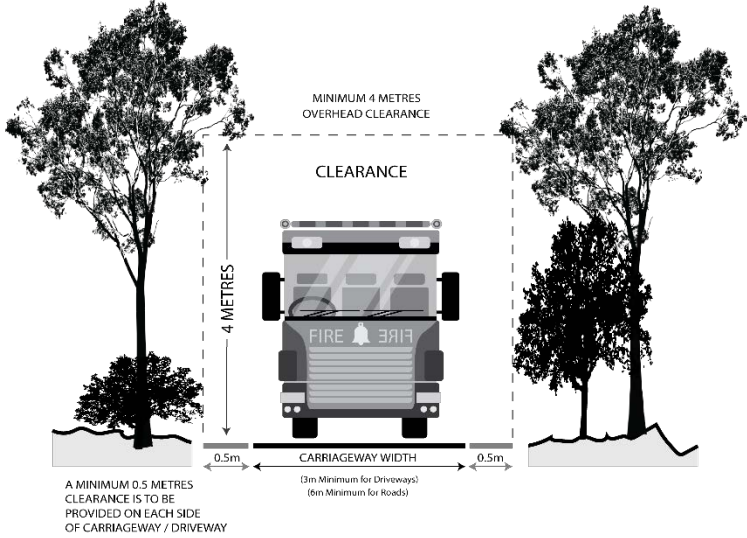 MINIMUM 4 METRES
OVERHEAD CLEARANCE
CLEARANCE
4 METRES
FIRE FIRE
0.5m
CARRIAGEWAY WIDTH
0.5m
(3m Minimum for Driveways)
(6m Minimum for Roads)
A MINIMUM 0.5 METRES
CLEARANCE IS TO BE
PROVIDED ON EACH SIDE
OF CARRIAGEWAY / DRIVEWAY